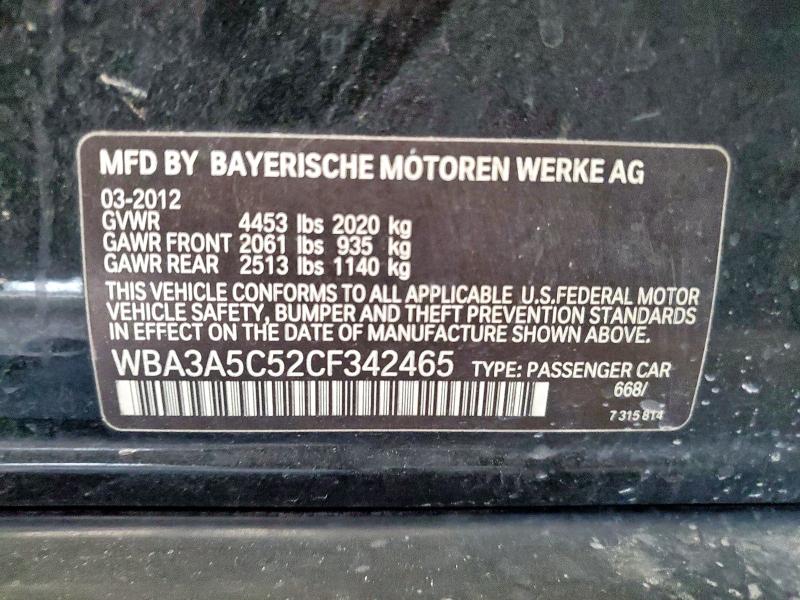 MFD BY BAYERISCHE MOTOREN WERKE AG
03-2012
GVWR 4453 lbs 2020 kg
GAWR FRONT 2061 lbs 935 kg
GAWR REAR 2513 lbs 1140 kg
THIS VEHICLE CONFORMS TO ALL APPLICABLE U.S.FEDERAL MOTOR
VEHICLE SAFETY, BUMPER AND THEFT PREVENTION STANDARDS
IN EFFECT ON THE DATE OF MANUFACTURE SHOWN ABOVE.
WBA3A5C52CF342465 TYPE: PASSENGER CAR
668/
7 315 814